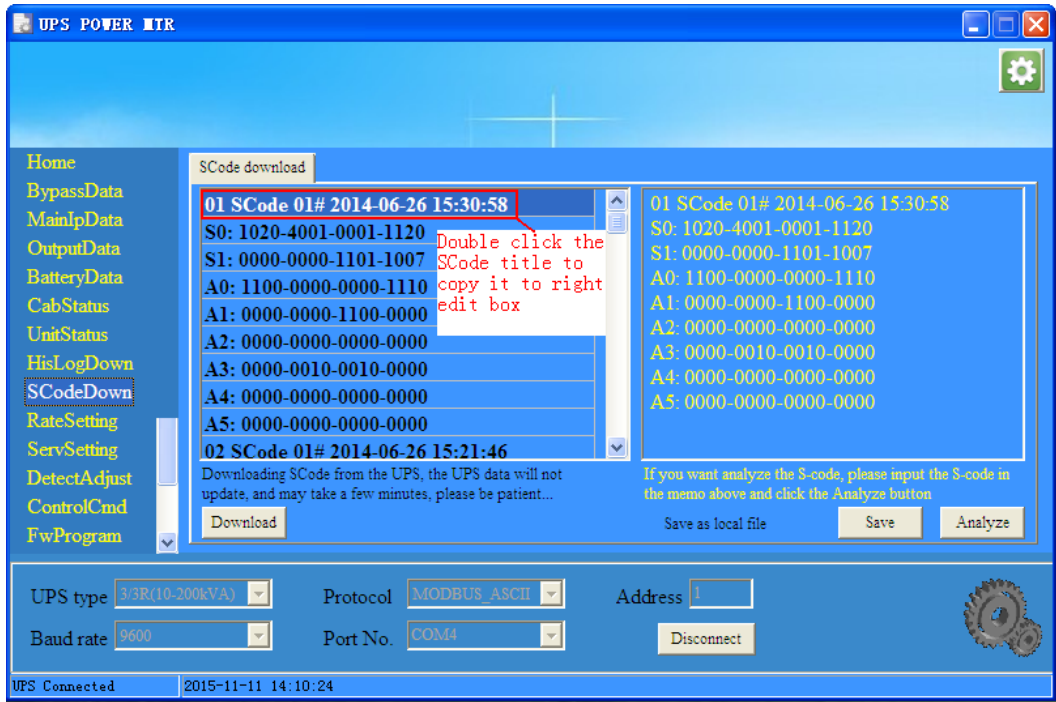 UPS POWER MTR
Home
BypassData
MainIpData
OutputData
BatteryData
CabStatus
UnitStatus
HisLogDown
SCodeDown
RateSetting
ServSetting
DetectAdjust
ControlCmd
FwProgram
SCode download
01 SCode 01# 2014-06-26 15:30:58
S0: 1020-4001-0001-1120
S1: 0000-0000-1101-1007
A0: 1100-0000-0000-1110
A1: 0000-0000-1100-0000
A2: 0000-0000-0000-0000
A3: 0000-0010-0010-0000
A4: 0000-0000-0000-0000
A5: 0000-0000-0000-0000
02 SCode 01# 2014-06-26 15:21:46
Double click the
SCode title to
copy it to right
edit box
Downloading SCode from the UPS, the UPS data will not
update, and may take a few minutes, please be patient...
Download
01 SCode 01# 2014-06-26 15:30:58
S0: 1020-4001-0001-1120
S1: 0000-0000-1101-1007
A0: 1100-0000-0000-1110
A1: 0000-0000-1100-0000
A2: 0000-0000-0000-0000
A3: 0000-0010-0010-0000
A4: 0000-0000-0000-0000
A5: 0000-0000-0000-0000
If you want analyze the S-code, please input the S-code in
the memo above and click the Analyze button
Save as local file
Save
Analyze
UPS type 3/3R(10-200kVA)
Protocol MODBUS_ASCII
Address 1
Baud rate 9600
Port No. COM4
Disconnect
UPS Connected
2015-11-11 14:10:24